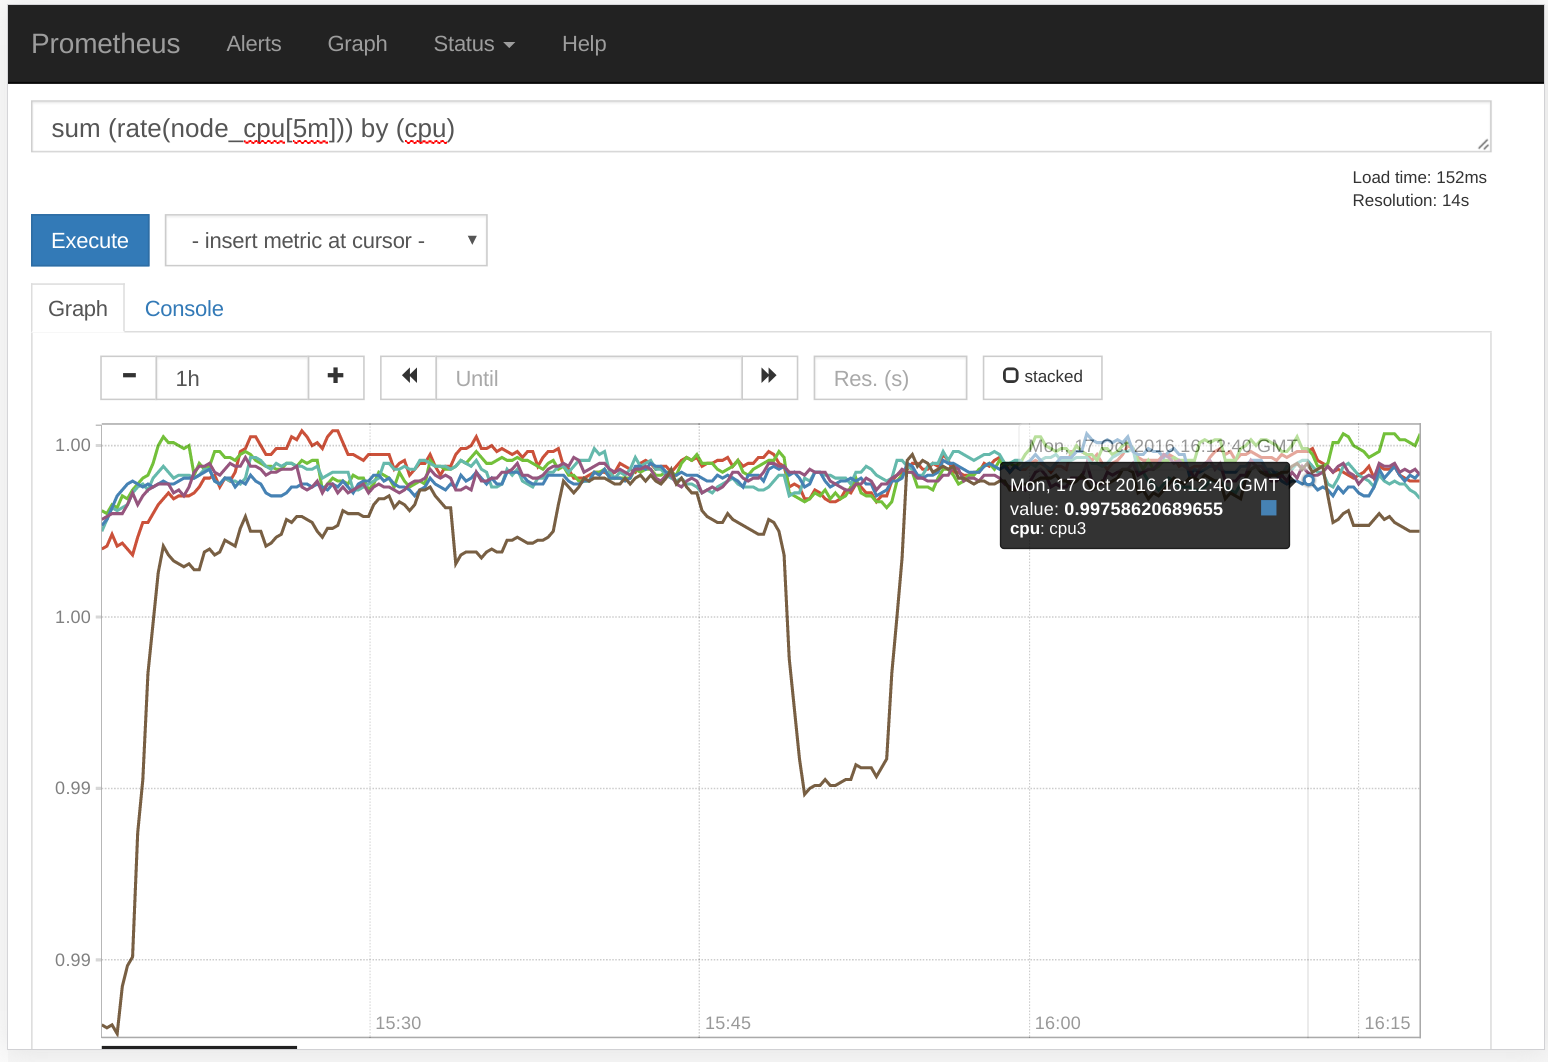 Prometheus Alerts Graph Status Help
sum (rate(node_cpu[5m])) by (cpu)
Load time: 152ms
Resolution: 14s
Execute - insert metric at cursor -
Graph Console
1h Until Res. (s) stacked
1.00
Mon, 17 Oct 2016 16:12:40 GMT
Mon, 17 Oct 2016 16:12:40 GMT
value: 0.99758620689655
cpu: cpu3
1.00
0.99
0.99
15:30 15:45 16:00 16:15